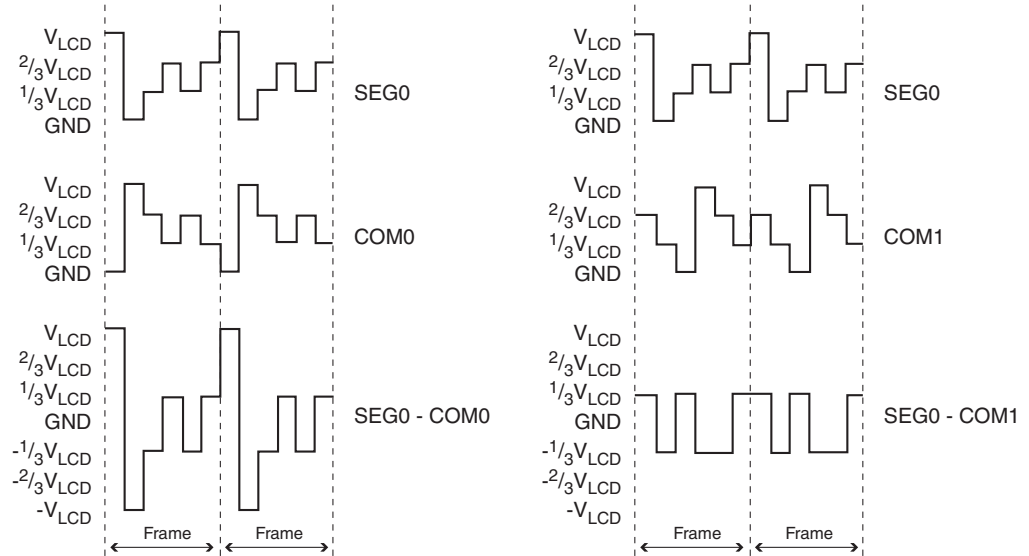 V_LCD
2/3V_LCD
1/3V_LCD
GND
SEG0
V_LCD
2/3V_LCD
1/3V_LCD
GND
COM0
V_LCD
2/3V_LCD
1/3V_LCD
GND
-1/3V_LCD
-2/3V_LCD
-V_LCD
SEG0 - COM0
Frame
Frame
V_LCD
2/3V_LCD
1/3V_LCD
GND
SEG0
V_LCD
2/3V_LCD
1/3V_LCD
GND
COM1
V_LCD
2/3V_LCD
1/3V_LCD
GND
-1/3V_LCD
-2/3V_LCD
-V_LCD
SEG0 - COM1
Frame
Frame